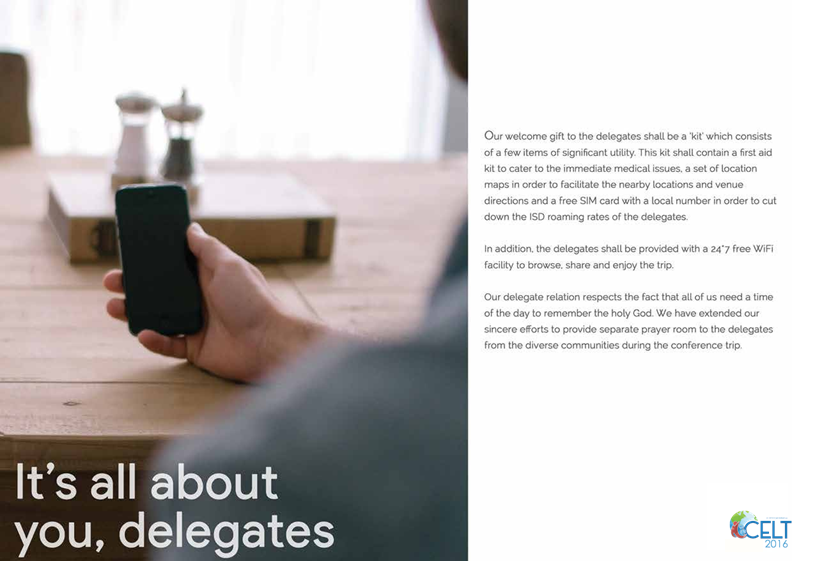 Our welcome gift to the delegates shall be a 'kit' which consists
of a few items of significant utility. This kit shall contain a first aid
kit to cater to the immediate medical issues, a set of location
maps in order to facilitate the nearby locations and venue
directions and a free SIM card with a local number in order to cut
down the ISD roaming rates of the delegates.
In addition, the delegates shall be provided with a 24*7 free WiFi
facility to browse, share and enjoy the trip.
Our delegate relation respects the fact that all of us need a time
of the day to remember the holy God. We have extended our
sincere efforts to provide separate prayer room to the delegates
from the diverse communities during the conference trip.
It's all about
you, delegates
CELT
2016